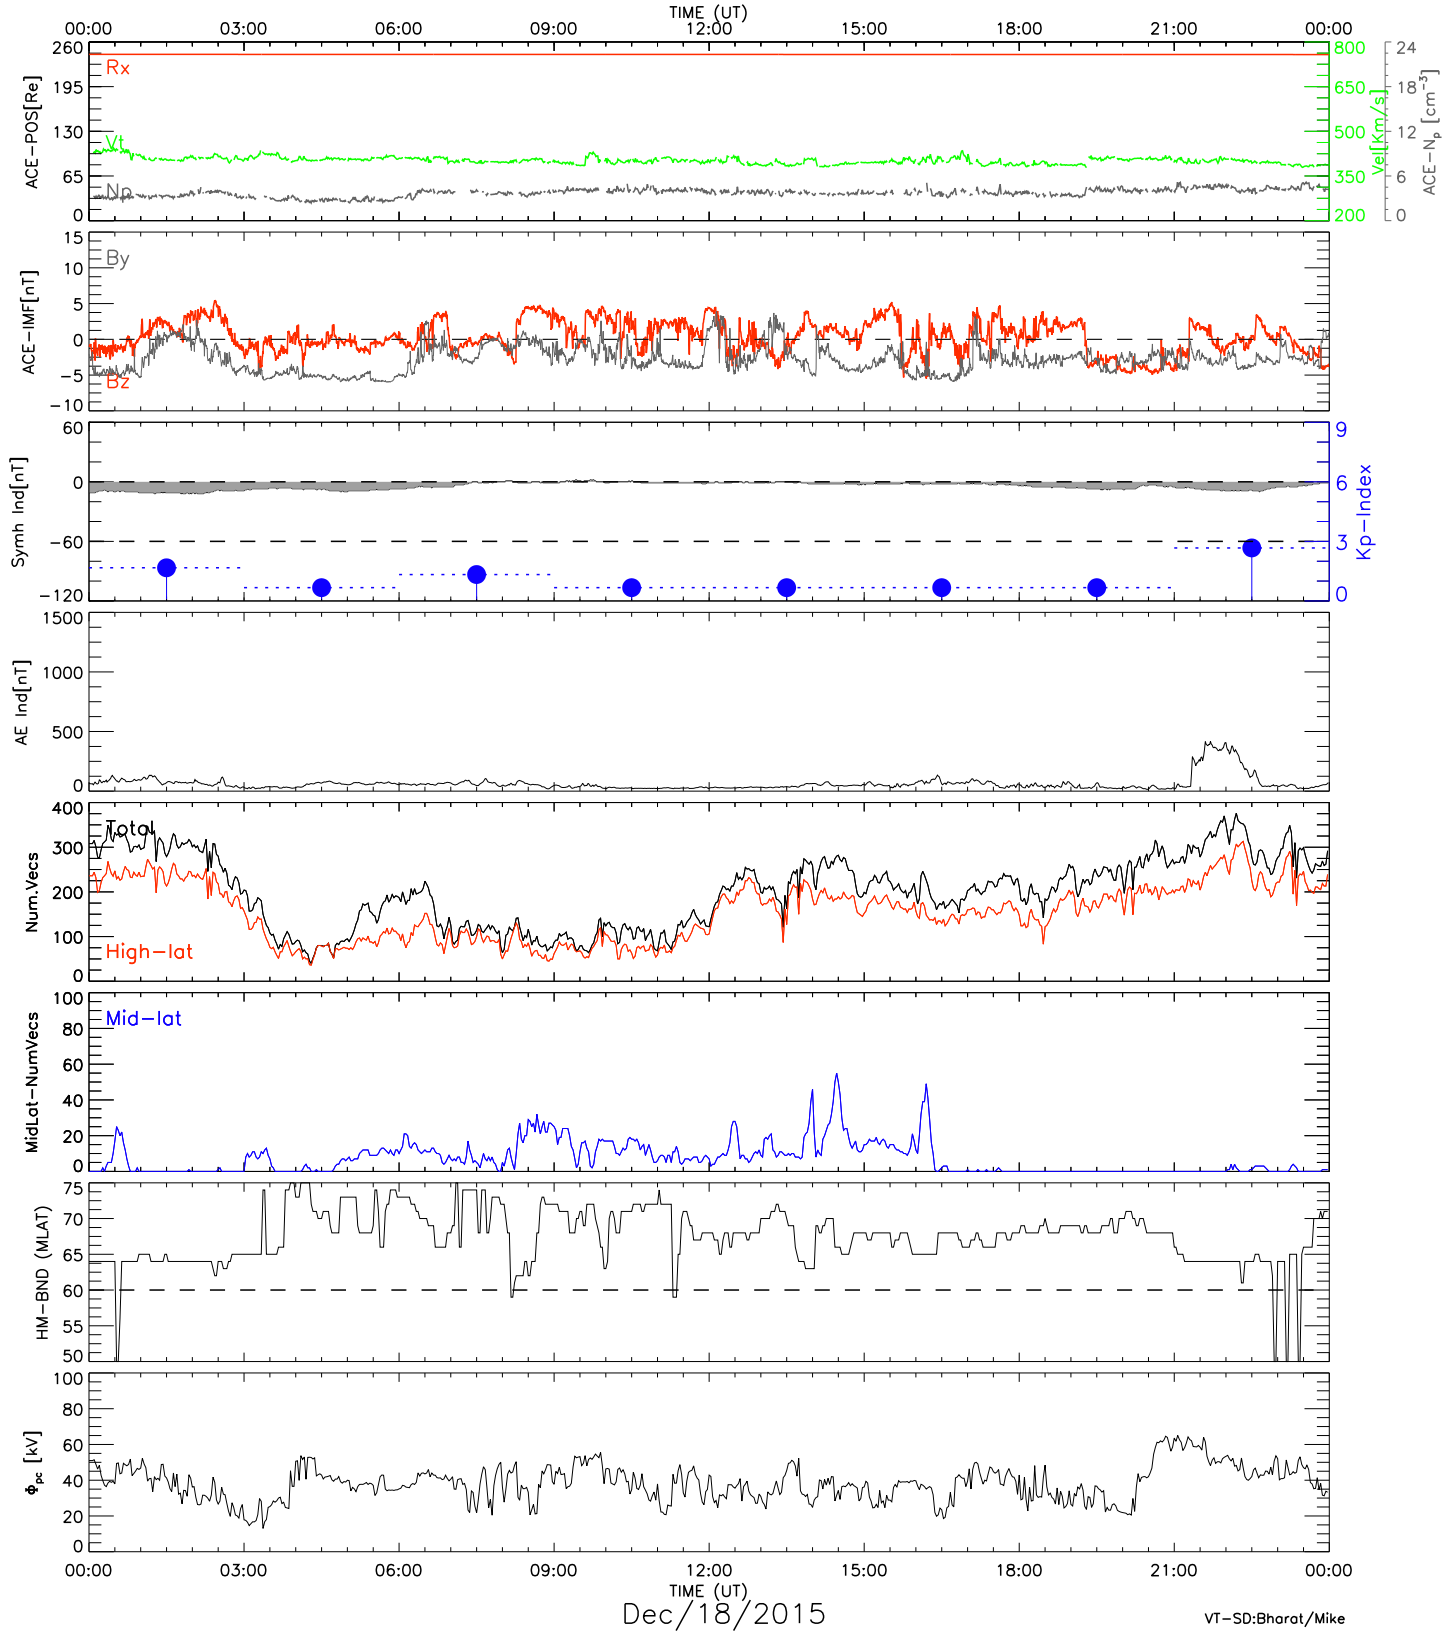 TIME (UT)
00:00 03:00 06:00 09:00 12:00 15:00 18:00 21:00 00:00
ACE-POS[Re]
260
195
130
65
0
Rx
Vt
Np
800
650
500
350
200
Vel[Km/s]
24
18
12
6
0
ACE-Np [cm-3]
ACE-IMF[nT]
15
10
5
0
-5
-10
By
Bz
Symh Ind[nT]
60
0
-60
-120
9
6
3
0
Kp-Index
AE Ind[nT]
1500
1000
500
0
Num.Vecs
400
300
200
100
0
Total
High-lat
MidLat-NumVecs
100
80
60
40
20
0
Mid-lat
HM-BND (MLAT)
75
70
65
60
55
50
Φpc [kV]
100
80
60
40
20
0
00:00 03:00 06:00 09:00 12:00 15:00 18:00 21:00 00:00
TIME (UT)
Dec/18/2015
VT-SD:Bharat/Mike